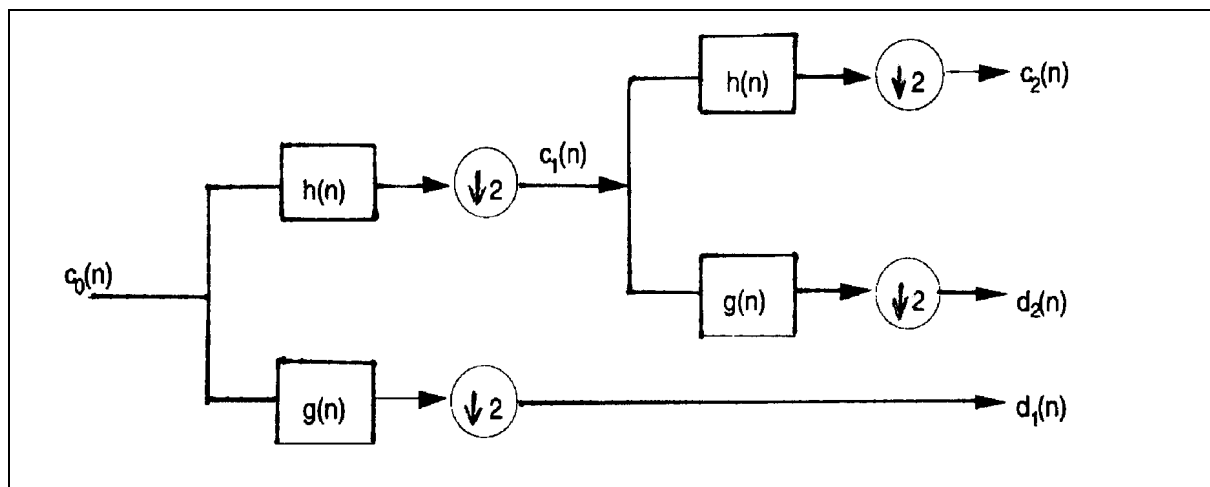 h(n)
↓2
c₂(n)
c₁(n)
h(n)
↓2
c₀(n)
g(n)
↓2
d₂(n)
g(n)
↓2
d₁(n)